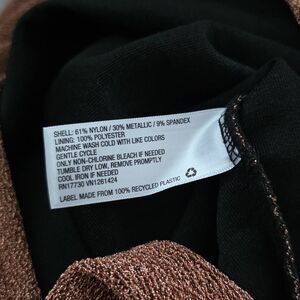 SHELL: 61% NYLON / 30% METALLIC / 9% SPANDEX
LINING: 100% POLYESTER
MACHINE WASH COLD WITH LIKE COLORS
GENTLE CYCLE
ONLY NON-CHLORINE BLEACH IF NEEDED
TUMBLE DRY LOW, REMOVE PROMPTLY
COOL IRON IF NEEDED
RN17730 VN1261424
LABEL MADE FROM 100% RECYCLED PLASTIC